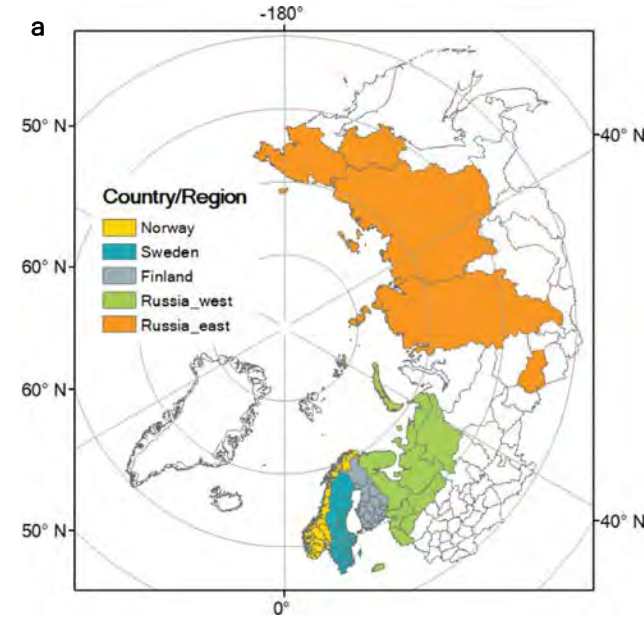 a
-180°
50° N
40° N
Country/Region
Norway
Sweden
60° N
Finland
Russia_west
Russia_east
60° N
50° N
40° N
0°